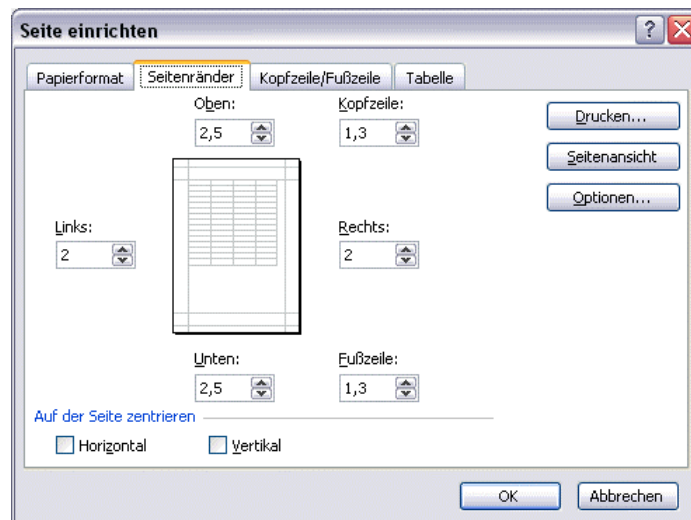 Seite einrichten
Papierformat Seitenränder Kopfzeile/Fußzeile Tabelle
Oben: Kopfzeile:
2,5 1,3
Drucken...
Seitenansicht
Optionen...
Links: Rechts:
2 2
Unten: Fußzeile:
2,5 1,3
Auf der Seite zentrieren
Horizontal Vertikal
OK Abbrechen